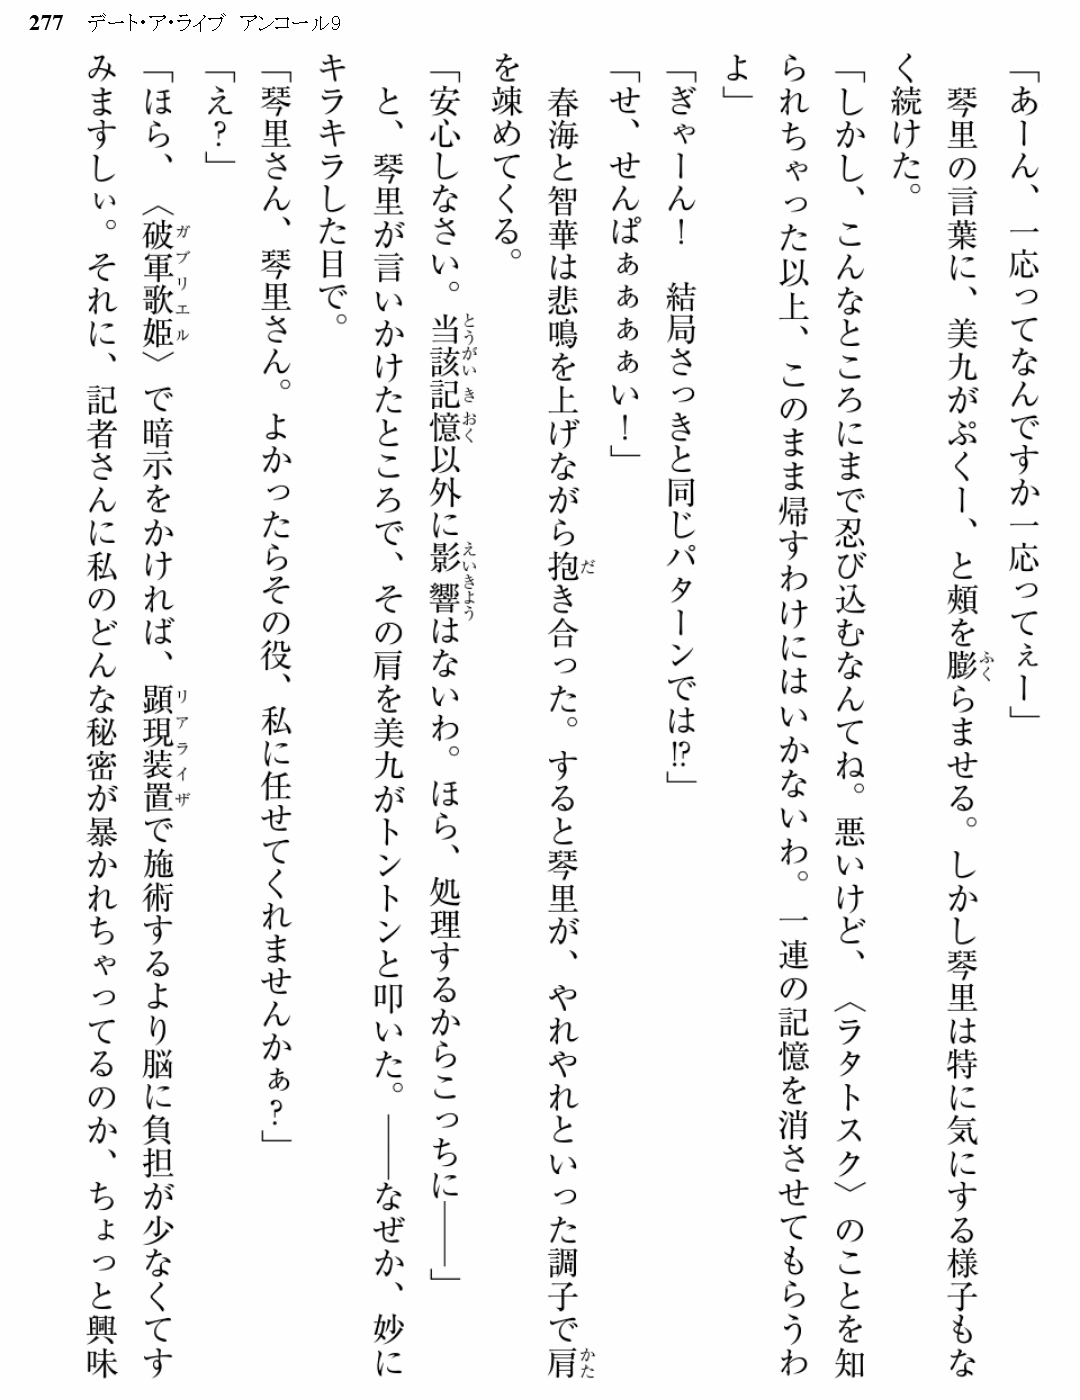 277 デート・ア・ライブ アンコール9
「あーん、一応ってなんですか一応ってぇー」
琴里の言葉に、美九がぷくー、と頰を膨らませる。しかし琴里は特に気にする様子もな
く続けた。
「しかし、こんなところにまで忍び込むなんてね。悪いけど、〈ラタトスク〉のことを知
られちゃった以上、このまま帰すわけにはいかないわ。一連の記憶を消させてもらうわ
よ」
「ぎゃーん！　結局さっきと同じパターンでは!?」
「せ、せんぱぁぁぁぁい！」
春海と智華は悲鳴を上げながら抱き合った。すると琴里が、やれやれといった調子で肩
を竦めてくる。
「安心しなさい。当該記憶以外に影響はないわ。ほら、処理するからこっちに――」
と、琴里が言いかけたところで、その肩を美九がトントンと叩いた。――なぜか、妙に
キラキラした目で。
「琴里さん、琴里さん。よかったらその役、私に任せてくれませんかぁ？」
「え？」
「ほら、〈破軍歌姫〉で暗示をかければ、顕現装置で施術するより脳に負担が少なくてす
みますしぃ。それに、記者さんに私のどんな秘密が暴かれちゃってるのか、ちょっと興味